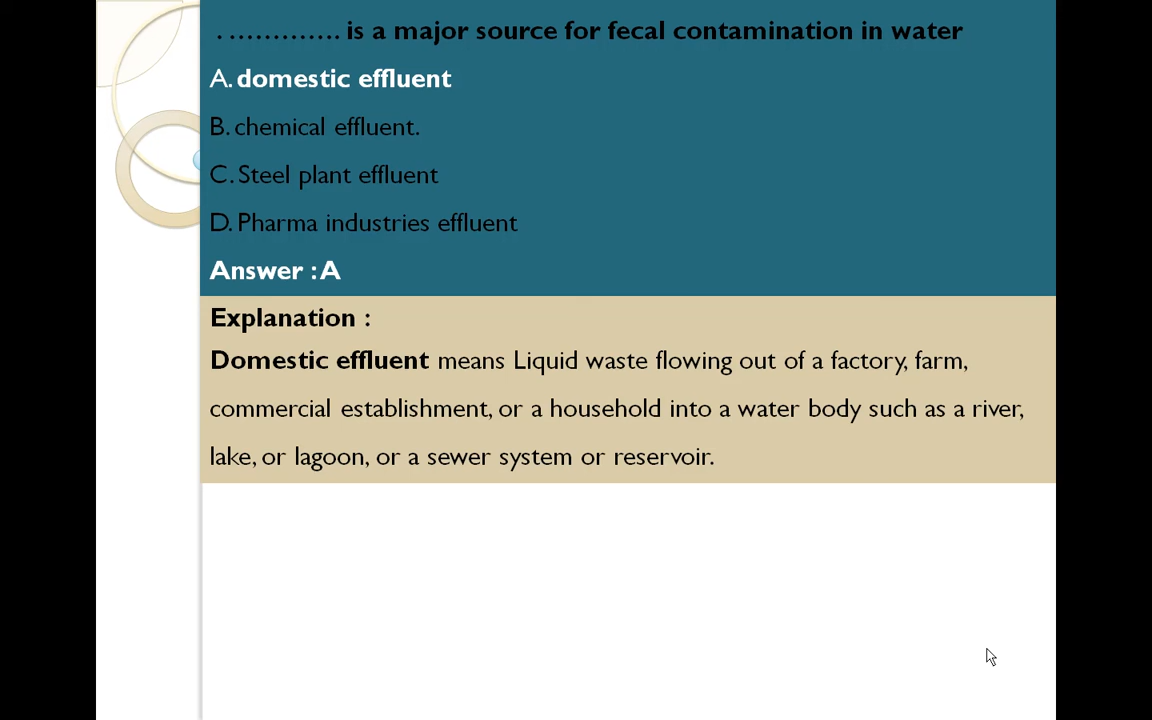 . …………. is a major source for fecal contamination in water
A. domestic effluent
B. chemical effluent.
C. Steel plant effluent
D. Pharma industries effluent
Answer : A
Explanation :
Domestic effluent means Liquid waste flowing out of a factory, farm,
commercial establishment, or a household into a water body such as a river,
lake, or lagoon, or a sewer system or reservoir.